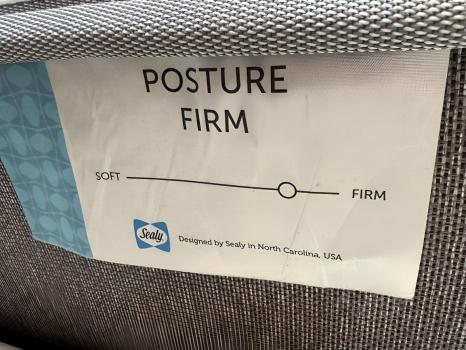 POSTURE
FIRM
SOFT FIRM
Sealy
Designed by Sealy in North Carolina, USA